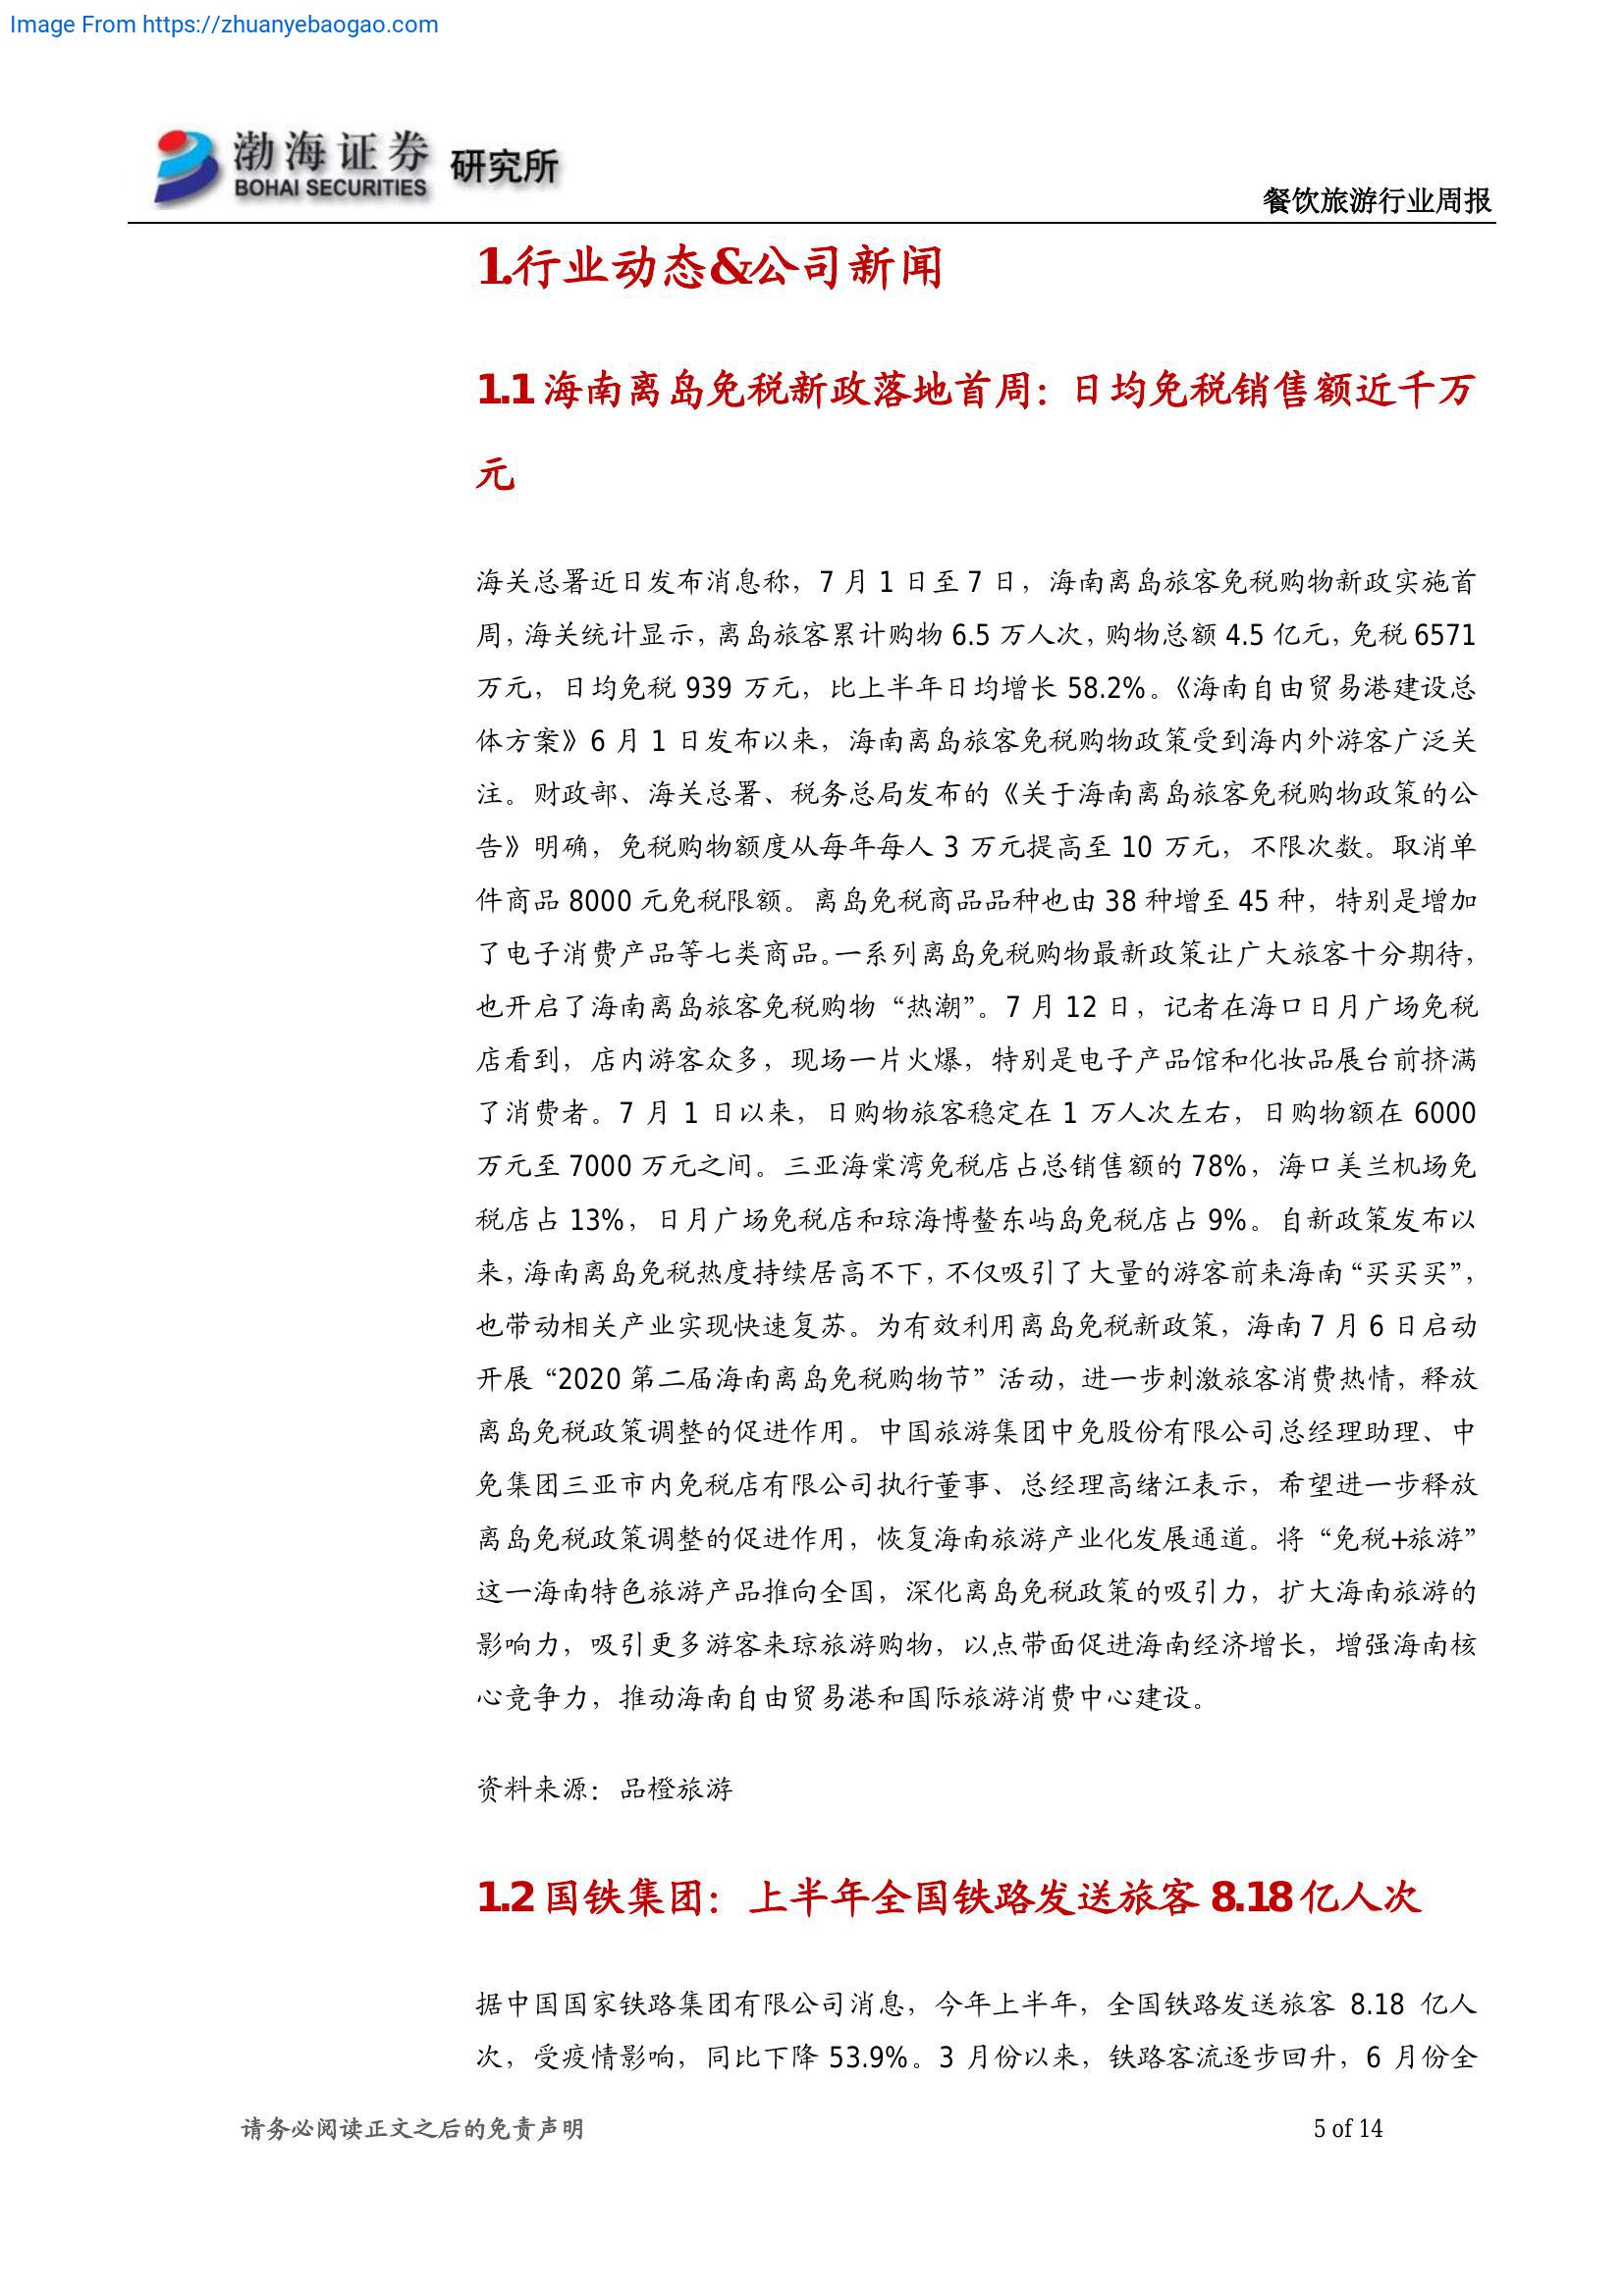 Image From https://zhuanyebaogao.com
渤海证券 研究所
BOHAI SECURITIES
餐饮旅游行业周报
1.行业动态&公司新闻
1.1 海南离岛免税新政落地首周：日均免税销售额近千万
元
海关总署近日发布消息称，7 月 1 日至 7 日，海南离岛旅客免税购物新政实施首
周，海关统计显示，离岛旅客累计购物 6.5 万人次，购物总额 4.5 亿元，免税 6571
万元，日均免税 939 万元，比上半年日均增长 58.2%。《海南自由贸易港建设总
体方案》6 月 1 日发布以来，海南离岛旅客免税购物政策受到海内外游客广泛关
注。财政部、海关总署、税务总局发布的《关于海南离岛旅客免税购物政策的公
告》明确，免税购物额度从每年每人 3 万元提高至 10 万元，不限次数。取消单
件商品 8000 元免税限额。离岛免税商品品种也由 38 种增至 45 种，特别是增加
了电子消费产品等七类商品。一系列离岛免税购物最新政策让广大旅客十分期待，
也开启了海南离岛旅客免税购物“热潮”。7 月 12 日，记者在海口日月广场免税
店看到，店内游客众多，现场一片火爆，特别是电子产品馆和化妆品展台前挤满
了消费者。7 月 1 日以来，日购物旅客稳定在 1 万人次左右，日购物额在 6000
万元至 7000 万元之间。三亚海棠湾免税店占总销售额的 78%，海口美兰机场免
税店占 13%，日月广场免税店和琼海博鳌东屿岛免税店占 9%。自新政策发布以
来，海南离岛免税热度持续居高不下，不仅吸引了大量的游客前来海南“买买买”，
也带动相关产业实现快速复苏。为有效利用离岛免税新政策，海南 7 月 6 日启动
开展“2020 第二届海南离岛免税购物节”活动，进一步刺激旅客消费热情，释放
离岛免税政策调整的促进作用。中国旅游集团中免股份有限公司总经理助理、中
免集团三亚市内免税店有限公司执行董事、总经理高绪江表示，希望进一步释放
离岛免税政策调整的促进作用，恢复海南旅游产业化发展通道。将“免税+旅游”
这一海南特色旅游产品推向全国，深化离岛免税政策的吸引力，扩大海南旅游的
影响力，吸引更多游客来琼旅游购物，以点带面促进海南经济增长，增强海南核
心竞争力，推动海南自由贸易港和国际旅游消费中心建设。
资料来源：品橙旅游
1.2 国铁集团：上半年全国铁路发送旅客 8.18 亿人次
据中国国家铁路集团有限公司消息，今年上半年，全国铁路发送旅客 8.18 亿人
次，受疫情影响，同比下降 53.9%。3 月份以来，铁路客流逐步回升，6 月份全
请务必阅读正文之后的免责声明
5 of 14